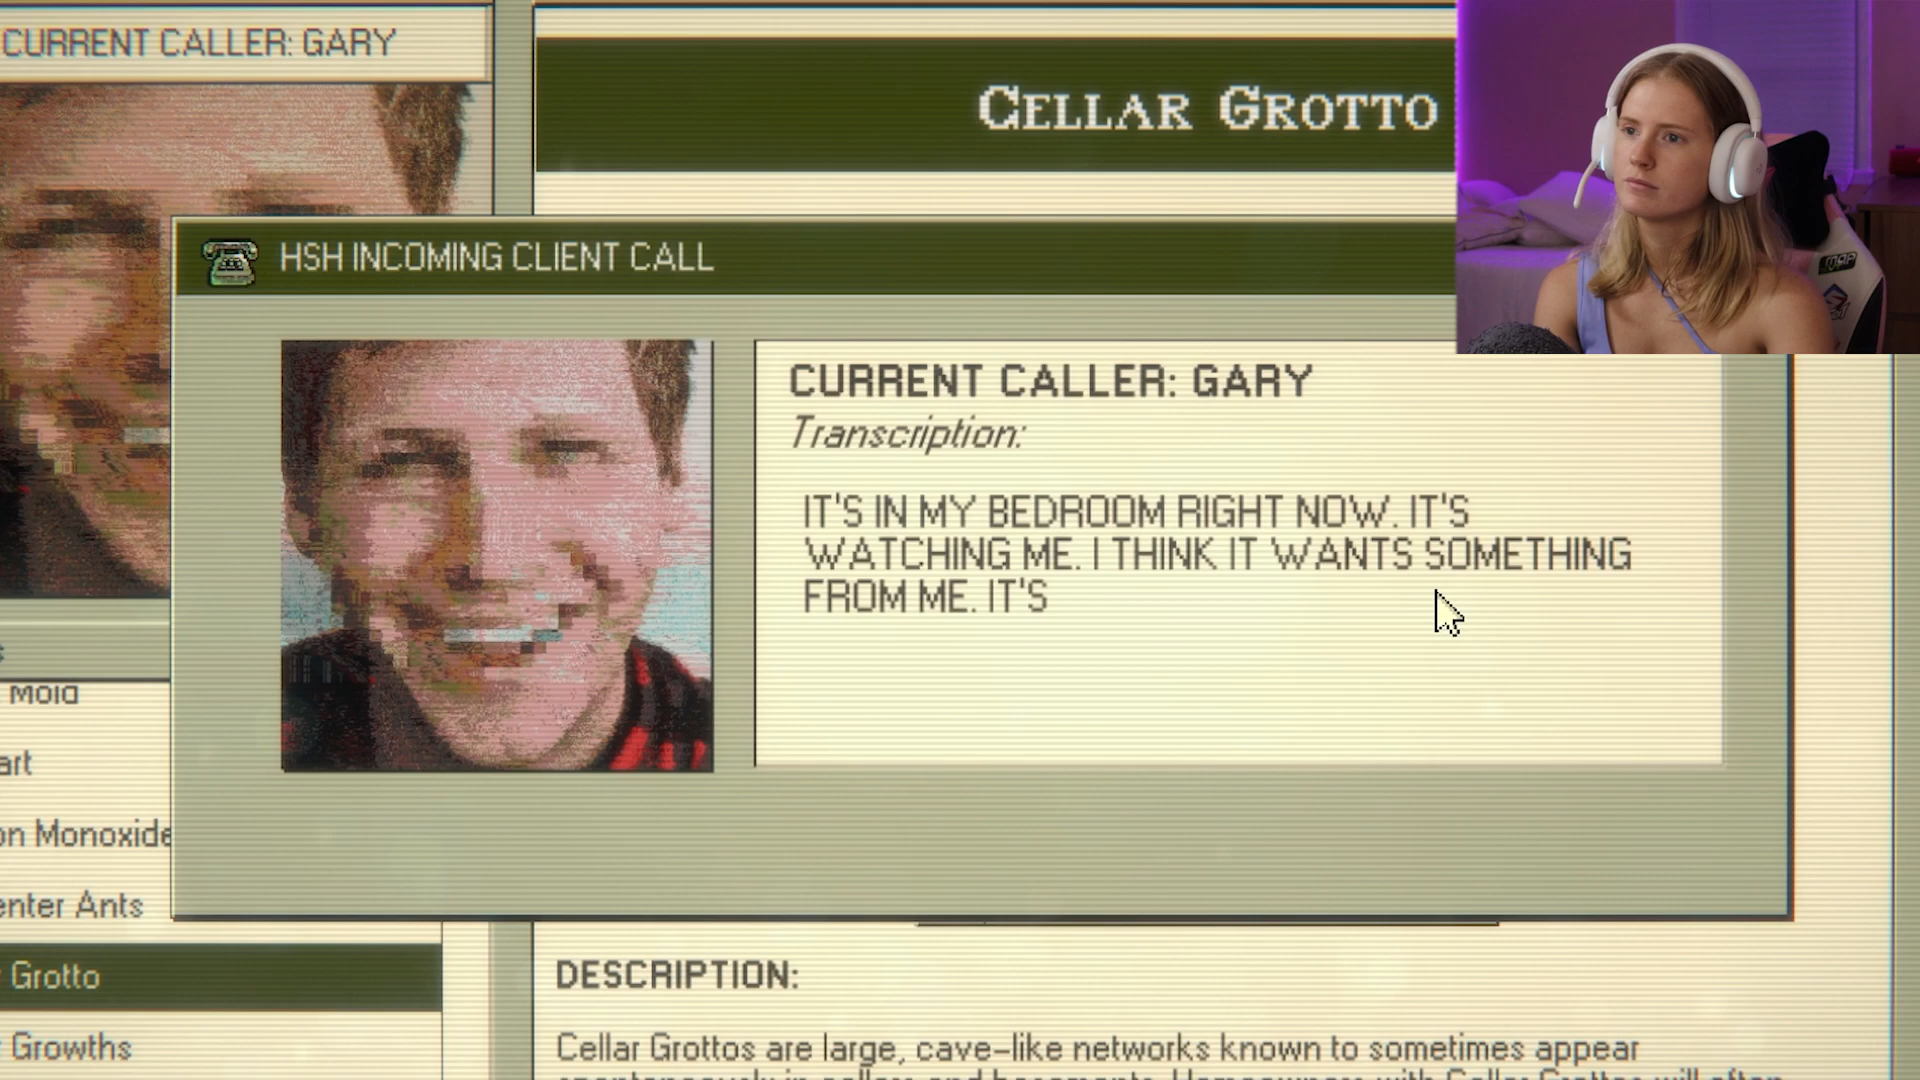 CURRENT CALLER: GARY
CELLAR GROTTO
HSH INCOMING CLIENT CALL
CURRENT CALLER: GARY
Transcription:
IT'S IN MY BEDROOM RIGHT NOW. IT'S
WATCHING ME. I THINK IT WANTS SOMETHING
FROM ME. IT'S
Mold
art
on Monoxide
enter Ants
Grotto
Growths
DESCRIPTION:
Cellar Grottos are large, cave-like networks known to sometimes appear